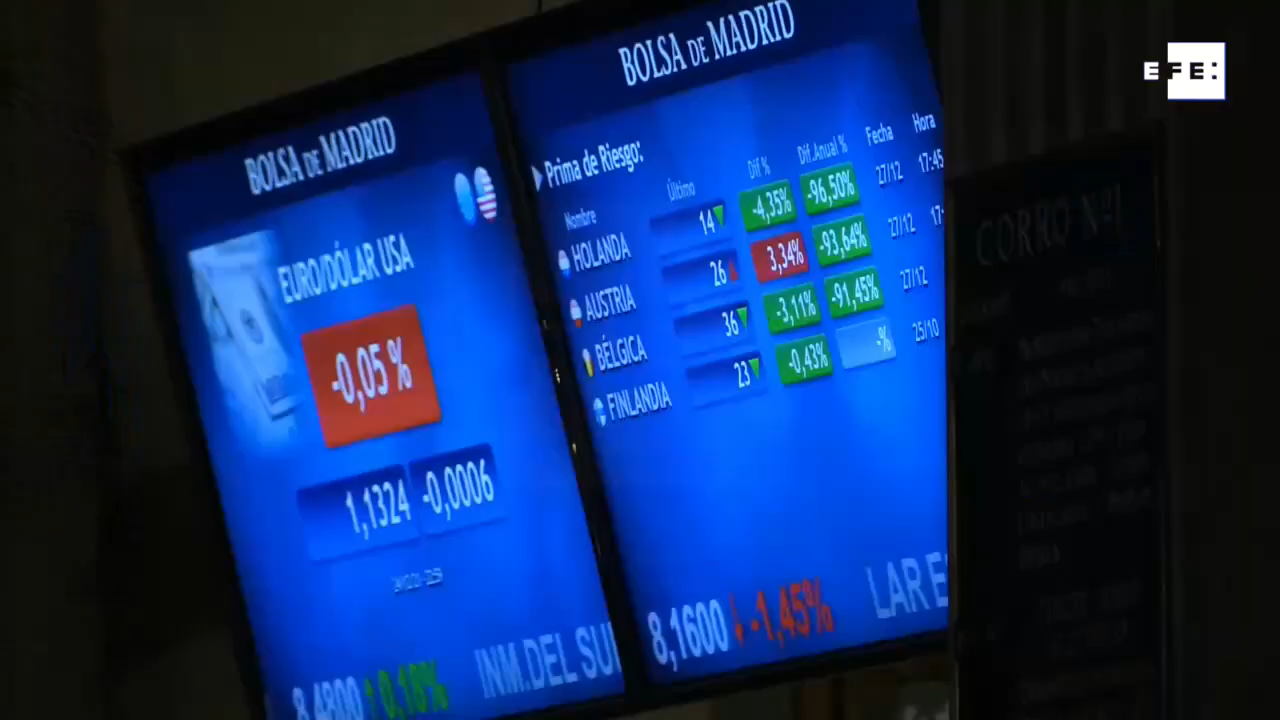 EFE:
BOLSA DE MADRID
EURO/DÓLAR USA
-0,05 %
1,1324 -0,0006
8,4800 0,18%
INM.DEL SU
BOLSA DE MADRID
Prima de Riesgo:
Nombre Último Dif % Dif.Anual % Fecha Hora
HOLANDA 14 -4,35% -96,50% 27/12 17:45
AUSTRIA 26 3,34% -93,64% 27/12 17:
BÉLGICA 36 -3,11% -91,45% 27/12
FINLANDIA 23 -0,43% -% 25/10
8,1600 -1,45% LAR E
CORRO Nº1